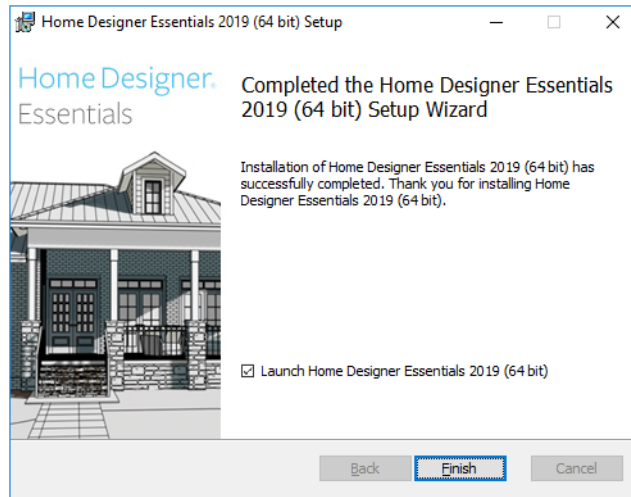 Home Designer Essentials 2019 (64 bit) Setup
Home Designer®
Essentials
Completed the Home Designer Essentials
2019 (64 bit) Setup Wizard
Installation of Home Designer Essentials 2019 (64 bit) has
successfully completed. Thank you for installing Home
Designer Essentials 2019 (64 bit).
Launch Home Designer Essentials 2019 (64 bit)
Back
Finish
Cancel